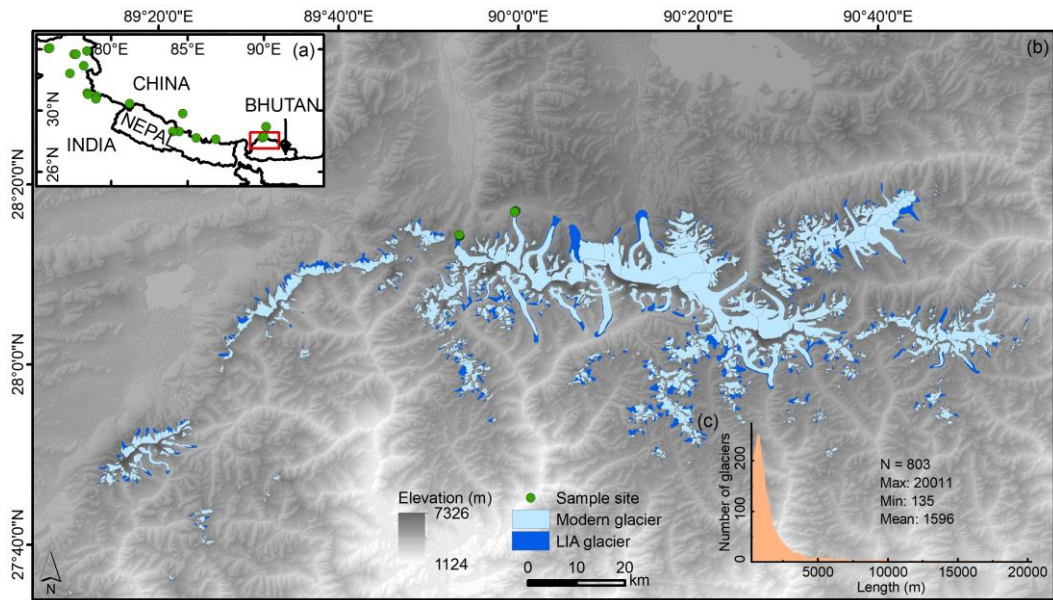 89°20'0"E 89°40'0"E 90°0'0"E 90°20'0"E 90°40'0"E
80°E 85°E 90°E (a)
(b)
CHINA
BHUTAN
NEPAL
INDIA
30°N
26°N
28°20'0"N
28°0'0"N
27°40'0"N
(c)
Number of glaciers
200
100
0
N = 803
Max: 20011
Min: 135
Mean: 1596
5000 10000 15000 20000
Length (m)
Elevation (m)
7326
1124
Sample site
Modern glacier
LIA glacier
0 10 20
km
N